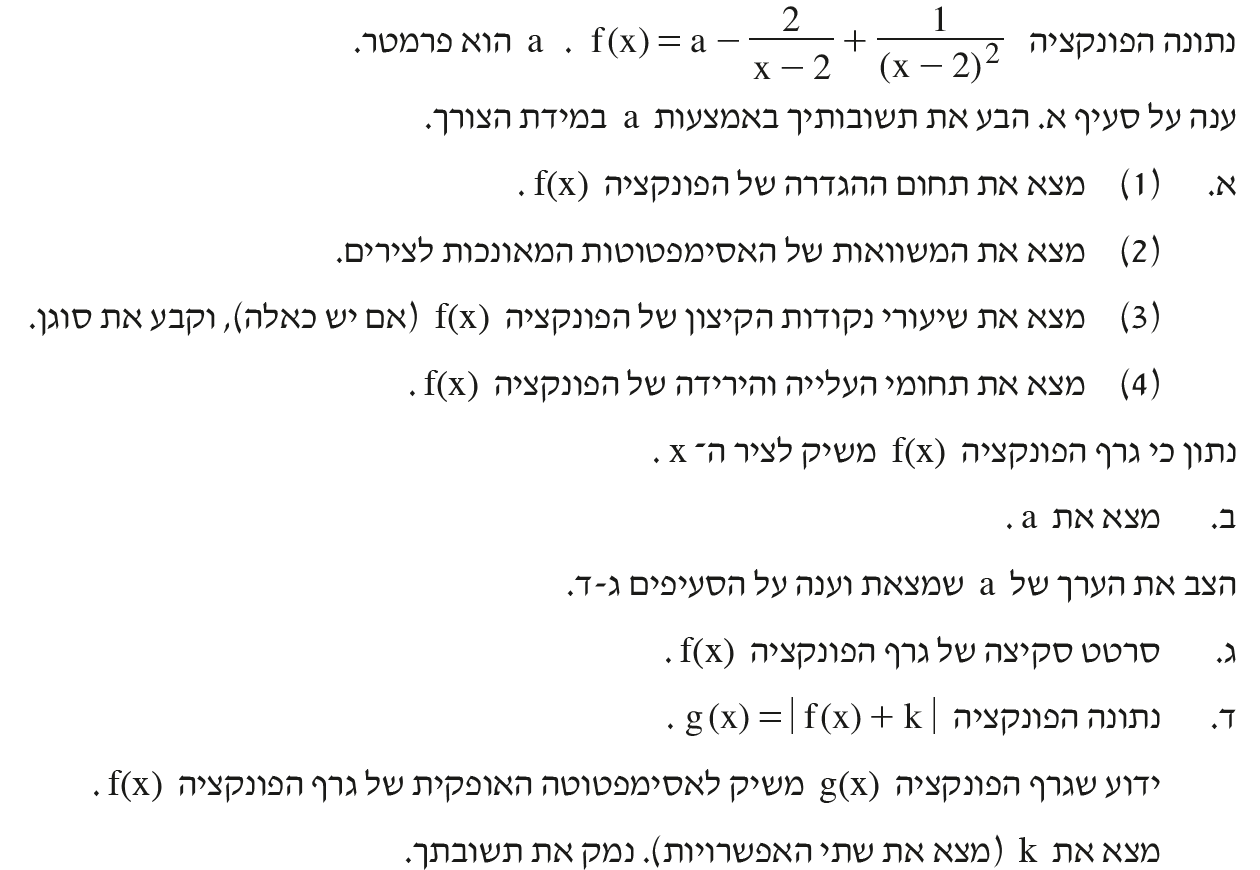 נתונה הפונקציה f(x) = a − 2/(x − 2) + 1/(x − 2)² . a הוא פרמטר.
ענה על סעיף א. הבע את תשובותיך באמצעות a במידת הצורך.
א. (1) מצא את תחום ההגדרה של הפונקציה f(x) .
(2) מצא את המשוואות של האסימפטוטות המאונכות לצירים.
(3) מצא את שיעורי נקודות הקיצון של הפונקציה f(x) (אם יש כאלה), וקבע את סוגן.
(4) מצא את תחומי העלייה והירידה של הפונקציה f(x) .
נתון כי גרף הפונקציה f(x) משיק לציר ה־ x .
ב. מצא את a .
הצב את הערך של a שמצאת וענה על הסעיפים ג-ד.
ג. סרטט סקיצה של גרף הפונקציה f(x) .
ד. נתונה הפונקציה g(x) = | f(x) + k | .
ידוע שגרף הפונקציה g(x) משיק לאסימפטוטה האופקית של גרף הפונקציה f(x) .
מצא את k (מצא את שתי האפשרויות). נמק את תשובתך.